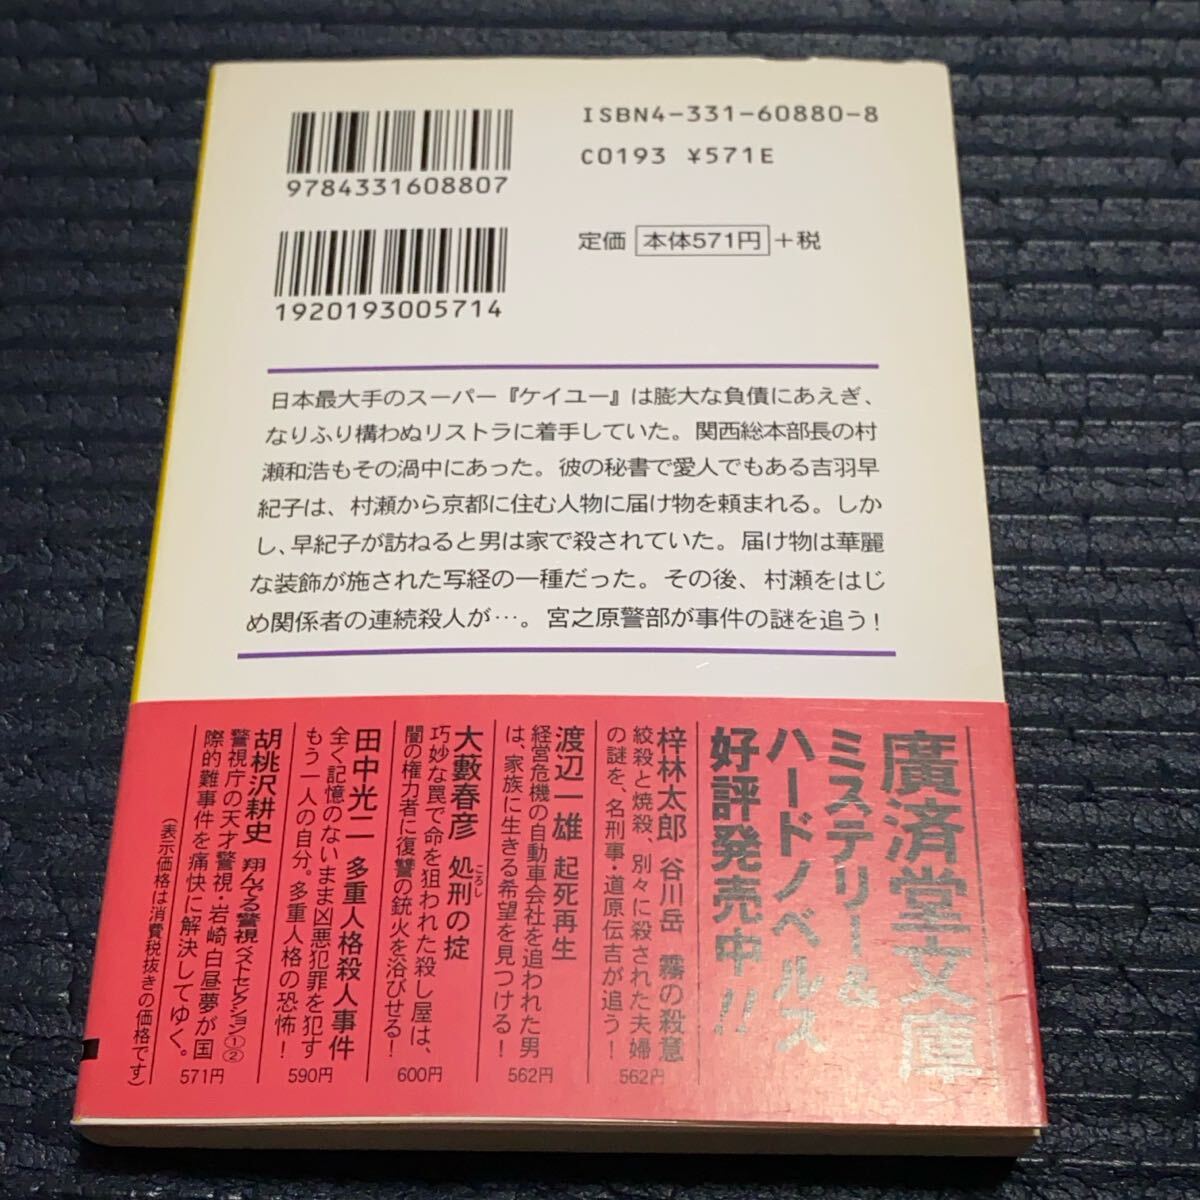 ISBN4-331-60880-8
C0193 ¥571E
9784331608807
定価 本体571円+税
1920193005714
日本最大手のスーパー『ケイユー』は膨大な負債にあえぎ、
なりふり構わぬリストラに着手していた。関西総本部長の村
瀬和浩もその渦中にあった。彼の秘書で愛人でもある吉羽早
紀子は、村瀬から京都に住む人物に届け物を頼まれる。しか
し、早紀子が訪ねると男は家で殺されていた。届け物は華麗
な装飾が施された写経の一種だった。その後、村瀬をはじ
め関係者の連続殺人が…。宮之原警部が事件の謎を追う!
廣済堂文庫
ミステリー&
ハードノベルス
好評発売中!!
梓林太郎 谷川岳 霧の殺意
絞殺と焼殺、別々に殺された夫婦
の謎を、名刑事・道原伝吉が追う! 562円
渡辺一雄 起死再生
経営危機の自動車会社を追われた男
は、家族に生きる希望を見つける! 562円
大藪春彦 処刑の掟
ころし
巧妙な罠で命を狙われた殺し屋は、
闇の権力者に復讐の銃火を浴びせる! 600円
田中光二 多重人格殺人事件
全く記憶のないまま凶悪犯罪を犯す
もう一人の自分。多重人格の恐怖! 590円
胡桃沢耕史 翔んでる警視 ベストセレクション①②
警視庁の天才警視・岩崎白昼夢が国
際的難事件を痛快に解決してゆく。 571円
(表示価格は消費税抜きの価格です)